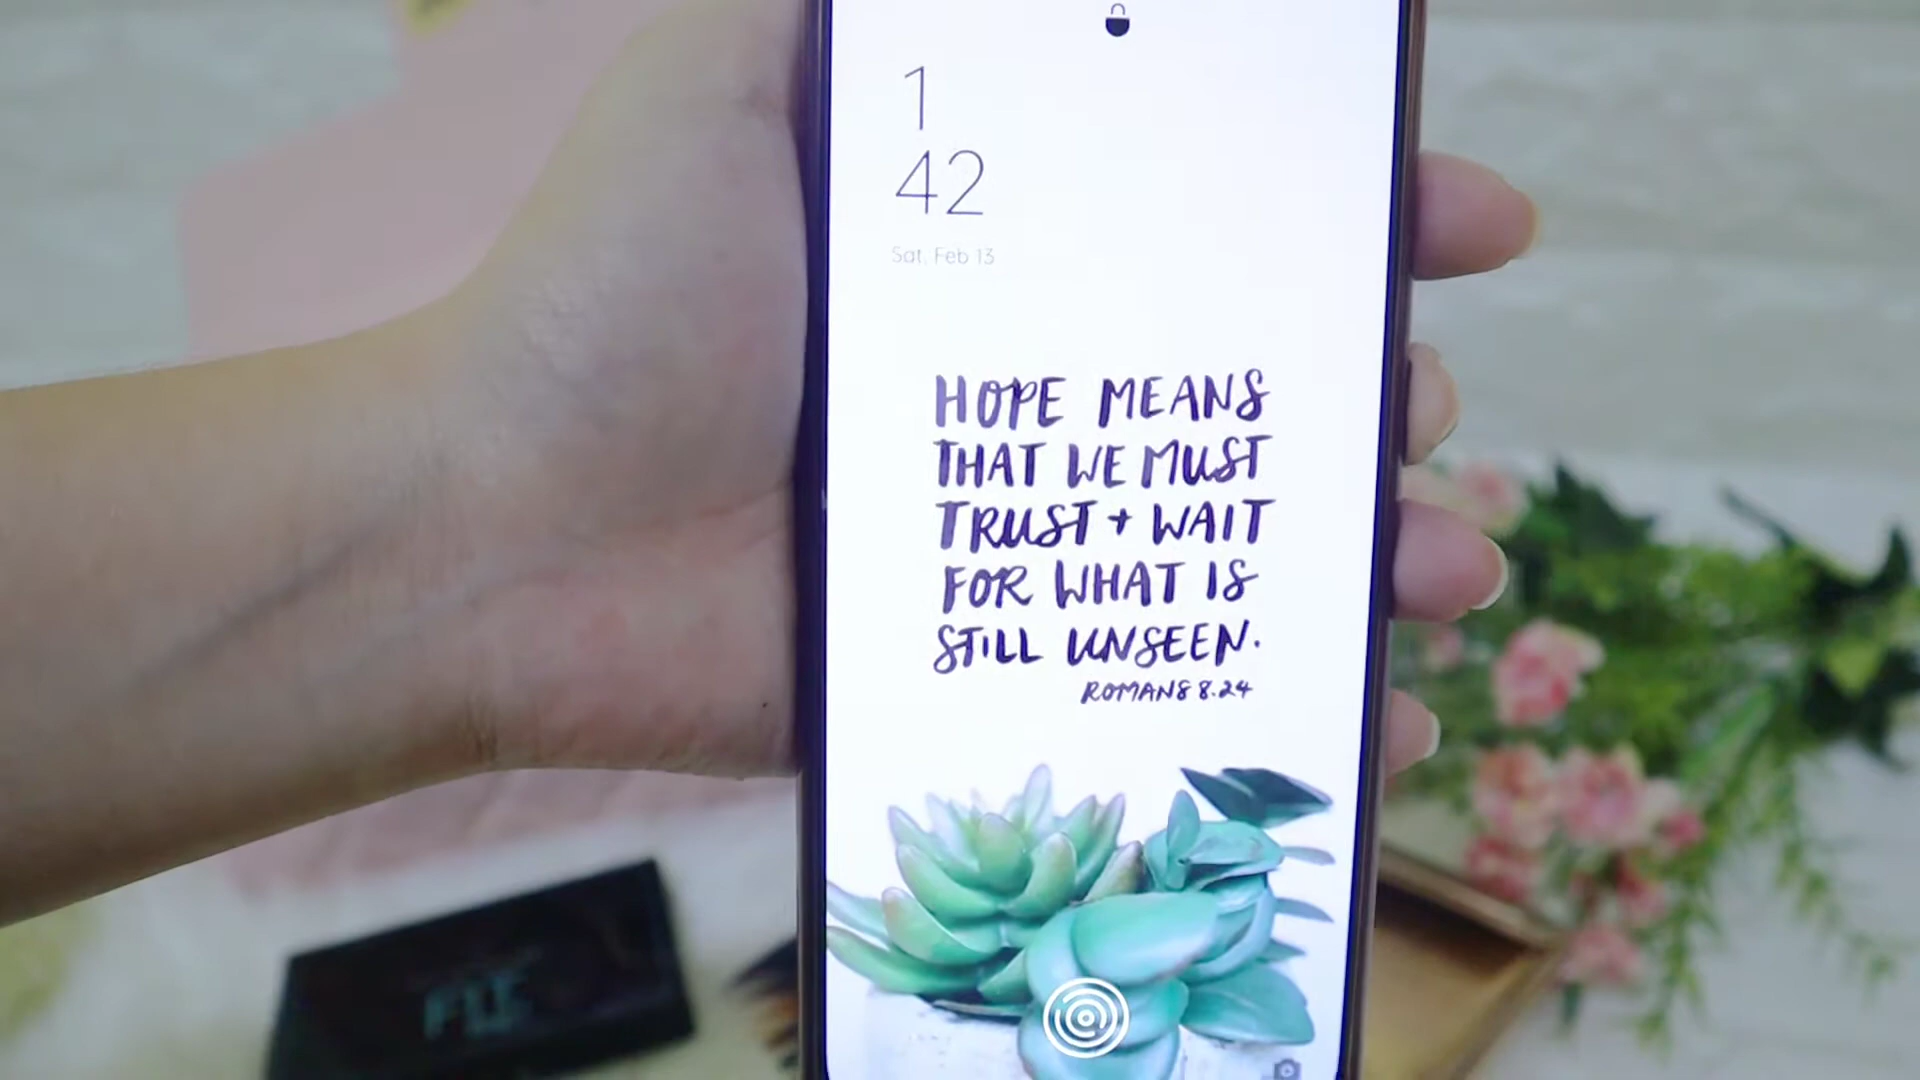 1
42
Sat, Feb 13
HOPE MEANS
THAT WE MUST
TRUST + WAIT
FOR WHAT IS
STILL UNSEEN.
ROMANS 8.24